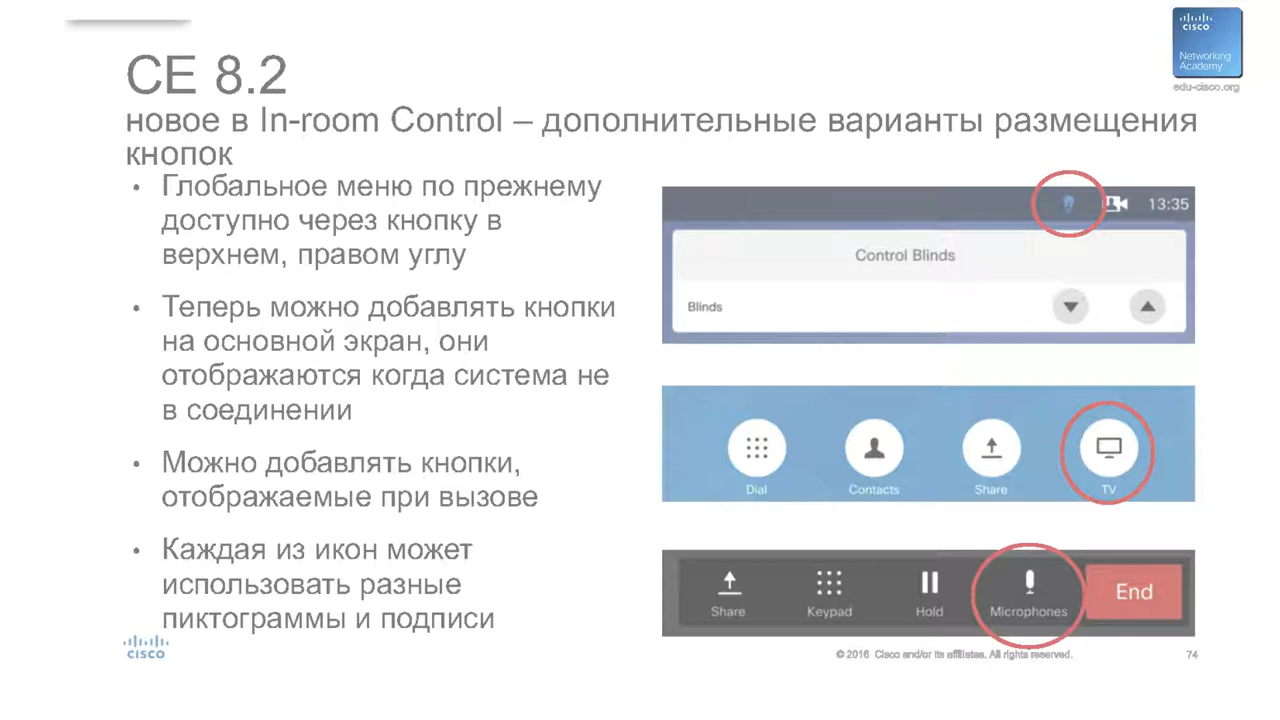 CISCO
Networking
Academy
edu-cisco.org
CE 8.2
новое в In-room Control – дополнительные варианты размещения
кнопок
• Глобальное меню по прежнему
доступно через кнопку в
верхнем, правом углу
• Теперь можно добавлять кнопки
на основной экран, они
отображаются когда система не
в соединении
• Можно добавлять кнопки,
отображаемые при вызове
• Каждая из икон может
использовать разные
пиктограммы и подписи
13:35
Control Blinds
Blinds
Dial Contacts Share TV
Share Keypad Hold Microphones End
CISCO
© 2016 Cisco and/or its affiliates. All rights reserved. 74